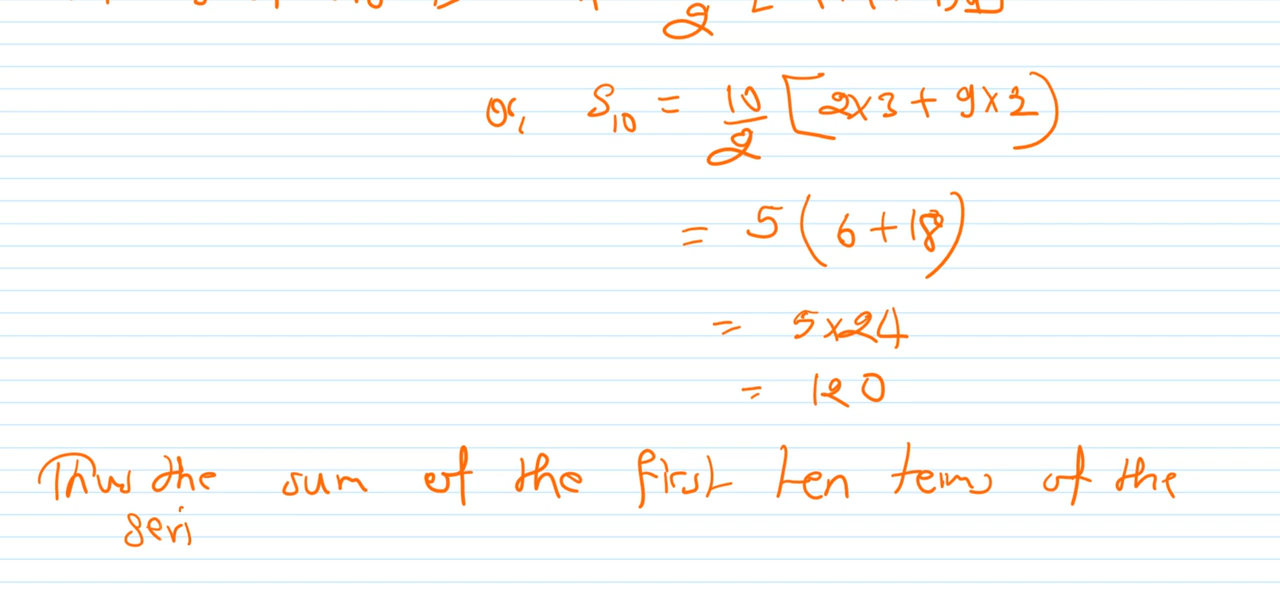 2
or, S₁₀ = 10/2 [2×3 + 9×2)
= 5(6+18)
= 5×24
= 120
Thus the sum of the first ten terms of the
seri